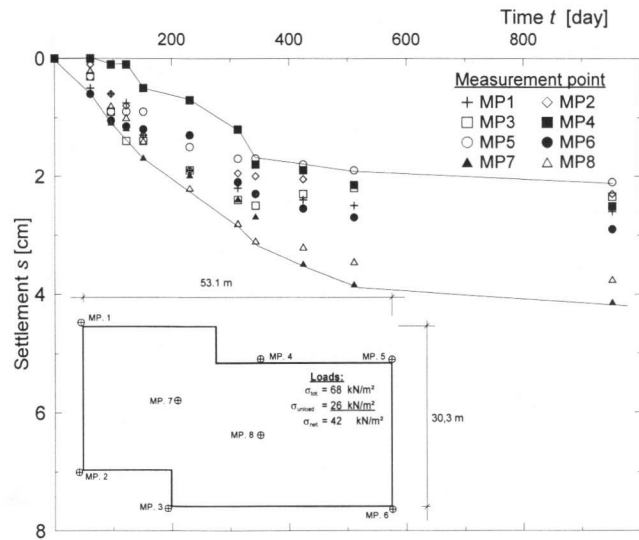 Time t [day]
200 400 600 800
0
2
4
6
8
Settlement s [cm]
Measurement point
MP1 MP2
MP3 MP4
MP5 MP6
MP7 MP8
53.1 m
MP. 1
MP. 4 MP. 5
Loads:
σtot = 68 kN/m²
σunload = 26 kN/m²
σnet = 42 kN/m²
MP. 7
MP. 8
30,3 m
MP. 2
MP. 3
MP. 6